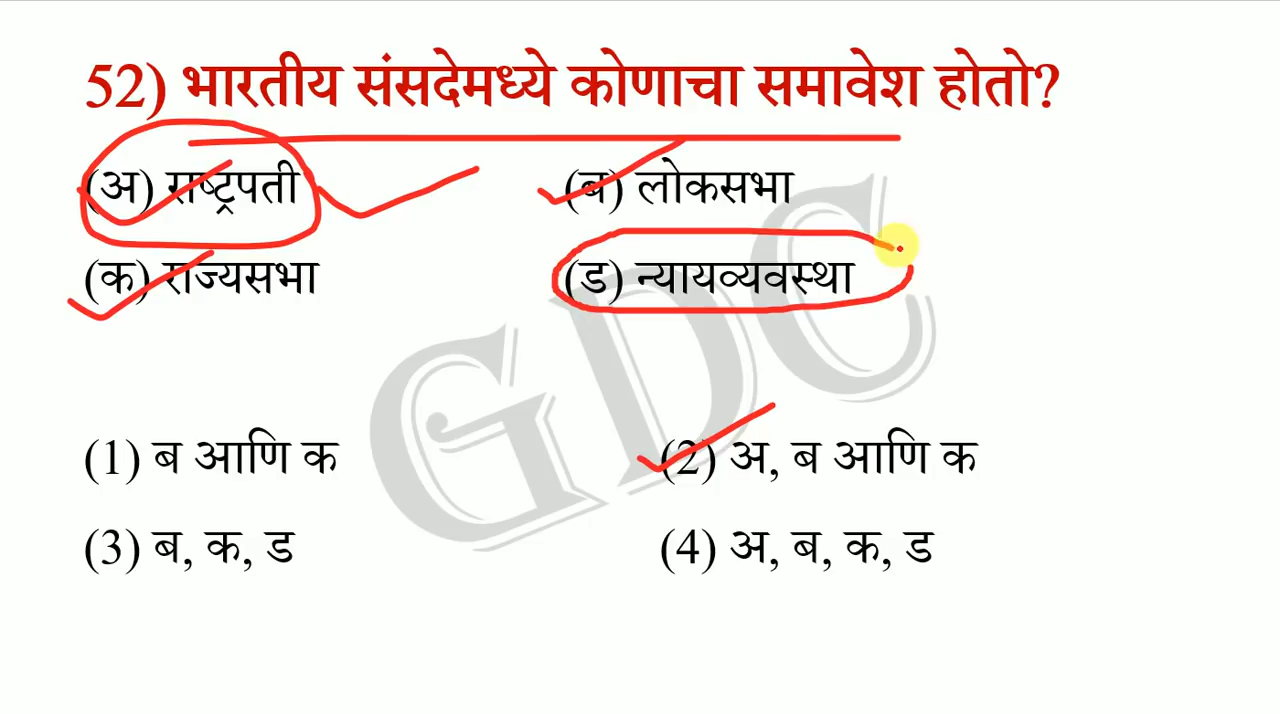 52) भारतीय संसदेमध्ये कोणाचा समावेश होतो?
(अ) राष्ट्रपती (ब) लोकसभा
(क) राज्यसभा (ड) न्यायव्यवस्था
GDC
(1) ब आणि क (2) अ, ब आणि क
(3) ब, क, ड (4) अ, ब, क, ड